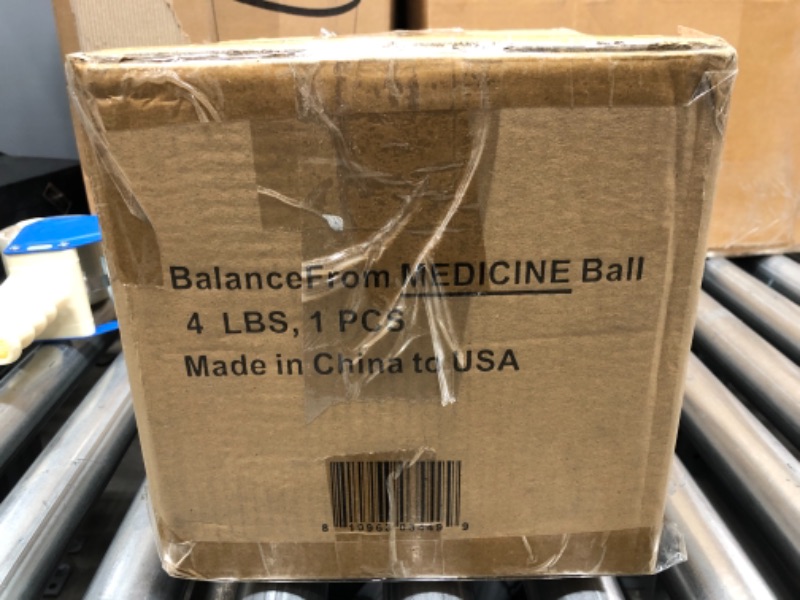 BalanceFrom MEDICINE Ball
4 LBS, 1 PCS
Made in China to USA